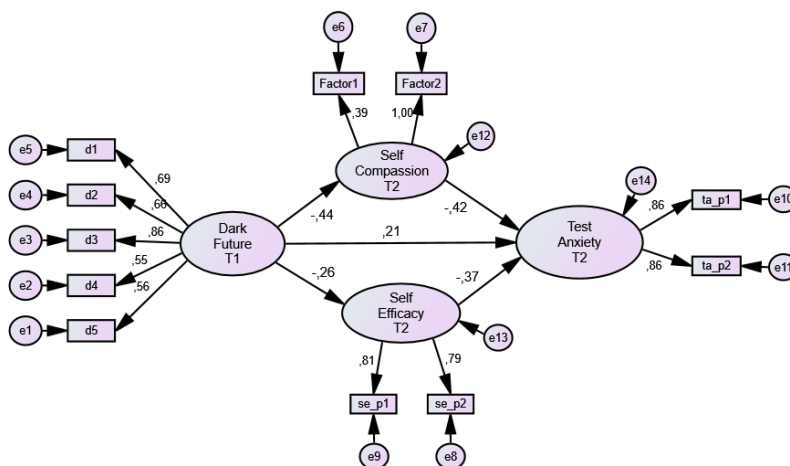 e6
e7
Factor1
Factor2
,39
1,00
e12
Self
Compassion
T2
e5
d1
,69
e4
d2
,66
e3
d3
,86
e2
d4
,55
e1
d5
,56
Dark
Future
T1
-,44
,21
-,26
-,42
-,37
e14
Test
Anxiety
T2
,86
ta_p1
e10
,86
ta_p2
e11
Self
Efficacy
T2
e13
,81
,79
se_p1
se_p2
e9
e8